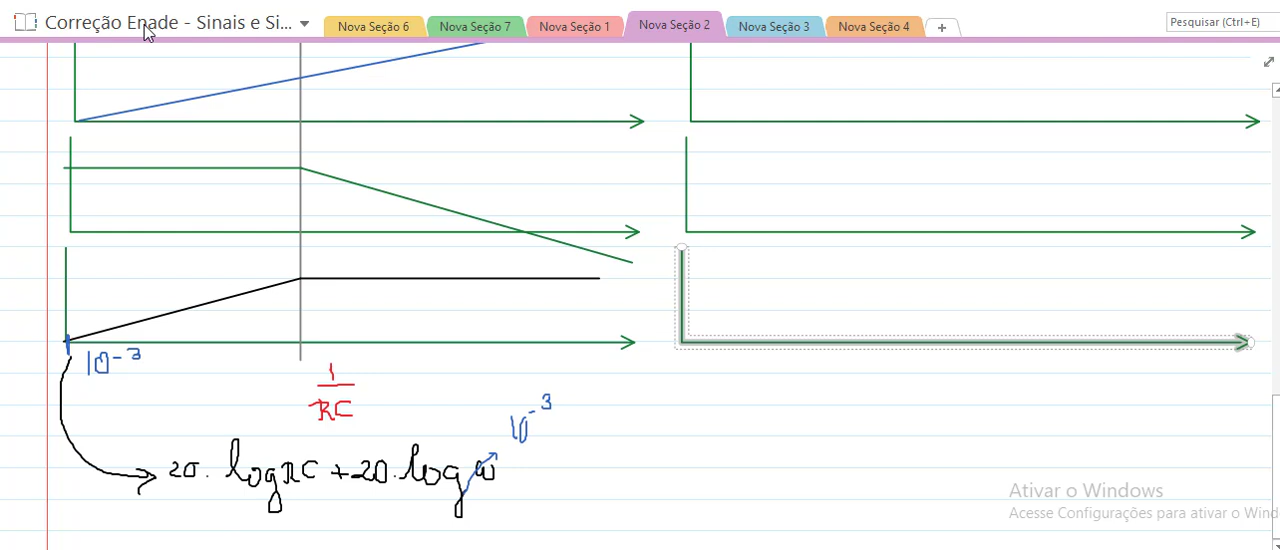 Correção Enade - Sinais e Si...
Nova Seção 6
Nova Seção 7
Nova Seção 1
Nova Seção 2
Nova Seção 3
Nova Seção 4
Pesquisar (Ctrl+E)
10⁻³
1
RC
10⁻³
20. log RC + 20. log ω
Ativar o Windows
Acesse Configurações para ativar o Wind